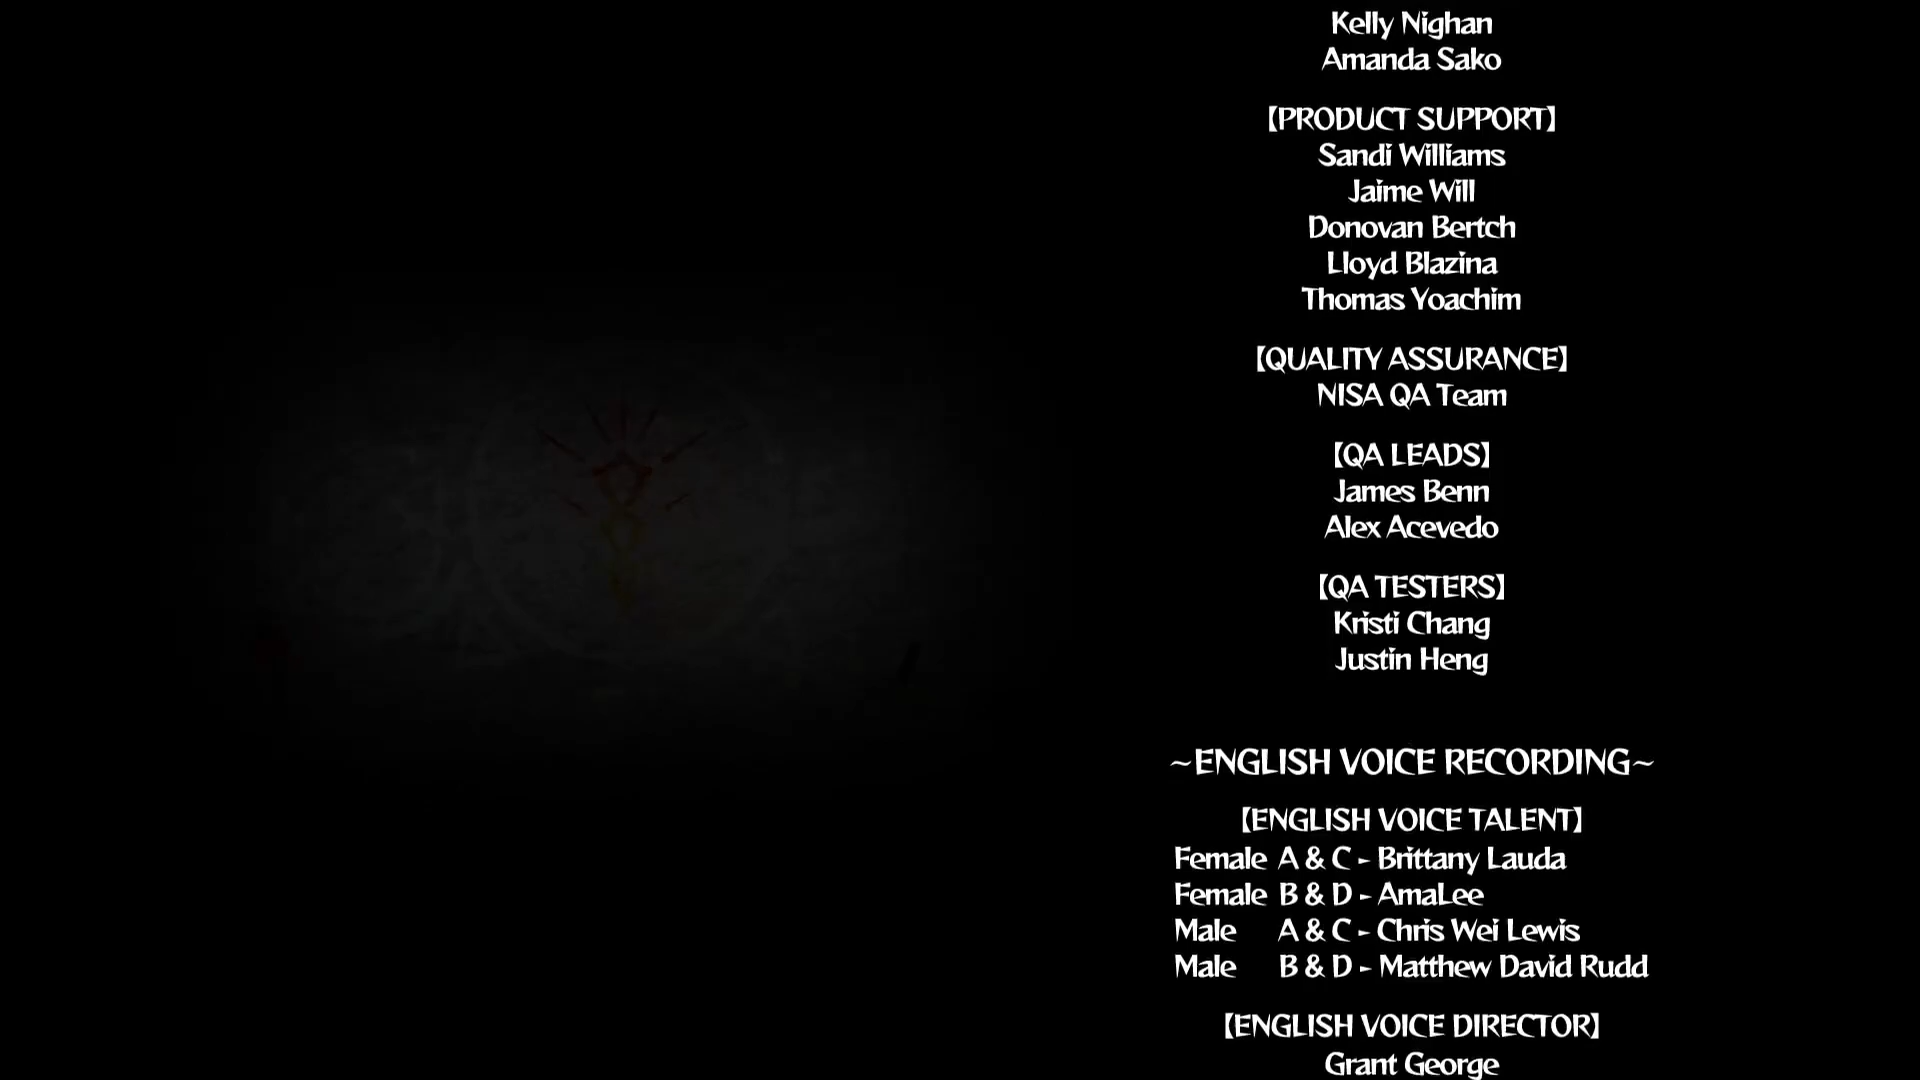 Kelly Nighan
Amanda Sako
【PRODUCT SUPPORT】
Sandi Williams
Jaime Will
Donovan Bertch
Lloyd Blazina
Thomas Yoachim
【QUALITY ASSURANCE】
NISA QA Team
【QA LEADS】
James Benn
Alex Acevedo
【QA TESTERS】
Kristi Chang
Justin Heng
~ENGLISH VOICE RECORDING~
【ENGLISH VOICE TALENT】
Female A & C - Brittany Lauda
Female B & D - AmaLee
Male A & C - Chris Wei Lewis
Male B & D - Matthew David Rudd
【ENGLISH VOICE DIRECTOR】
Grant George